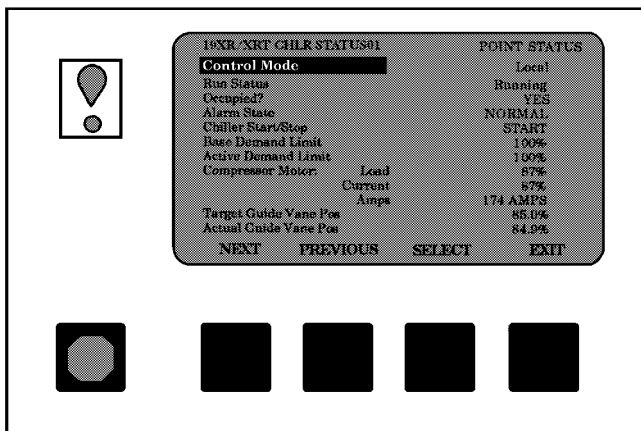 19XR/XRT CHLR STATUS01 POINT STATUS
Control Mode Local
Run Status Running
Occupied? YES
Alarm State NORMAL
Chiller Start/Stop START
Base Demand Limit 100%
Active Demand Limit 100%
Compressor Motor: Load 87%
Current 87%
Amps 174 AMPS
Target Guide Vane Pos 85.0%
Actual Guide Vane Pos 84.9%
NEXT PREVIOUS SELECT EXIT